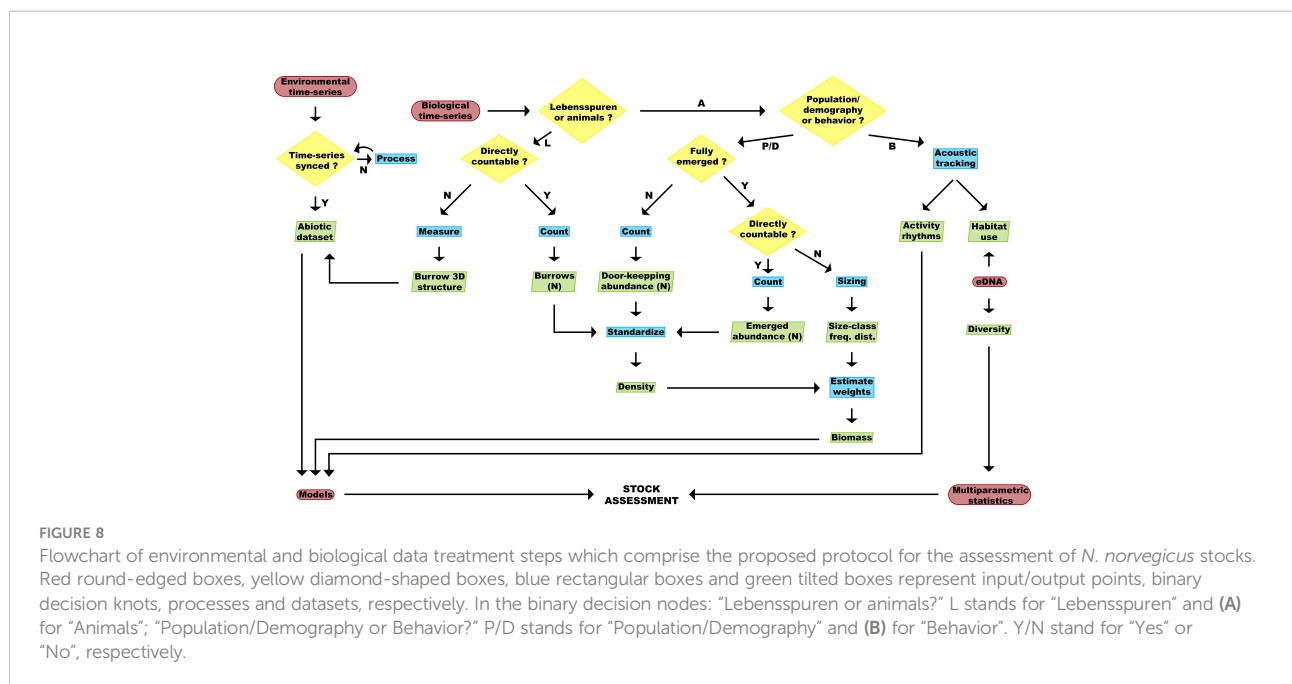 Environmental
time-series
Biological
time-series
Lebensspuren
or animals ?
A
Population/
demography
or behavior ?
Time-series
synced ?
N
Process
L
Directly
countable ?
Fully
emerged ?
P/D
B
Acoustic
tracking
Y
N
Y
N
Y
Abiotic
dataset
Measure
Count
Count
Directly
countable ?
Activity
rhythms
Habitat
use
Y
N
Burrow 3D
structure
Burrows
(N)
Door-keepping
abundance (N)
Count
Sizing
eDNA
Standardize
Emerged
abundance (N)
Size-class
freq. dist.
Diversity
Density
Estimate
weights
Biomass
Models
STOCK
ASSESSMENT
Multiparametric
statistics
FIGURE 8
Flowchart of environmental and biological data treatment steps which comprise the proposed protocol for the assessment of N. norvegicus stocks.
Red round-edged boxes, yellow diamond-shaped boxes, blue rectangular boxes and green tilted boxes represent input/output points, binary
decision knots, processes and datasets, respectively. In the binary decision nodes: “Lebensspuren or animals?” L stands for “Lebensspuren” and (A)
for “Animals”; “Population/Demography or Behavior?” P/D stands for “Population/Demography” and (B) for “Behavior”. Y/N stand for “Yes” or
“No”, respectively.